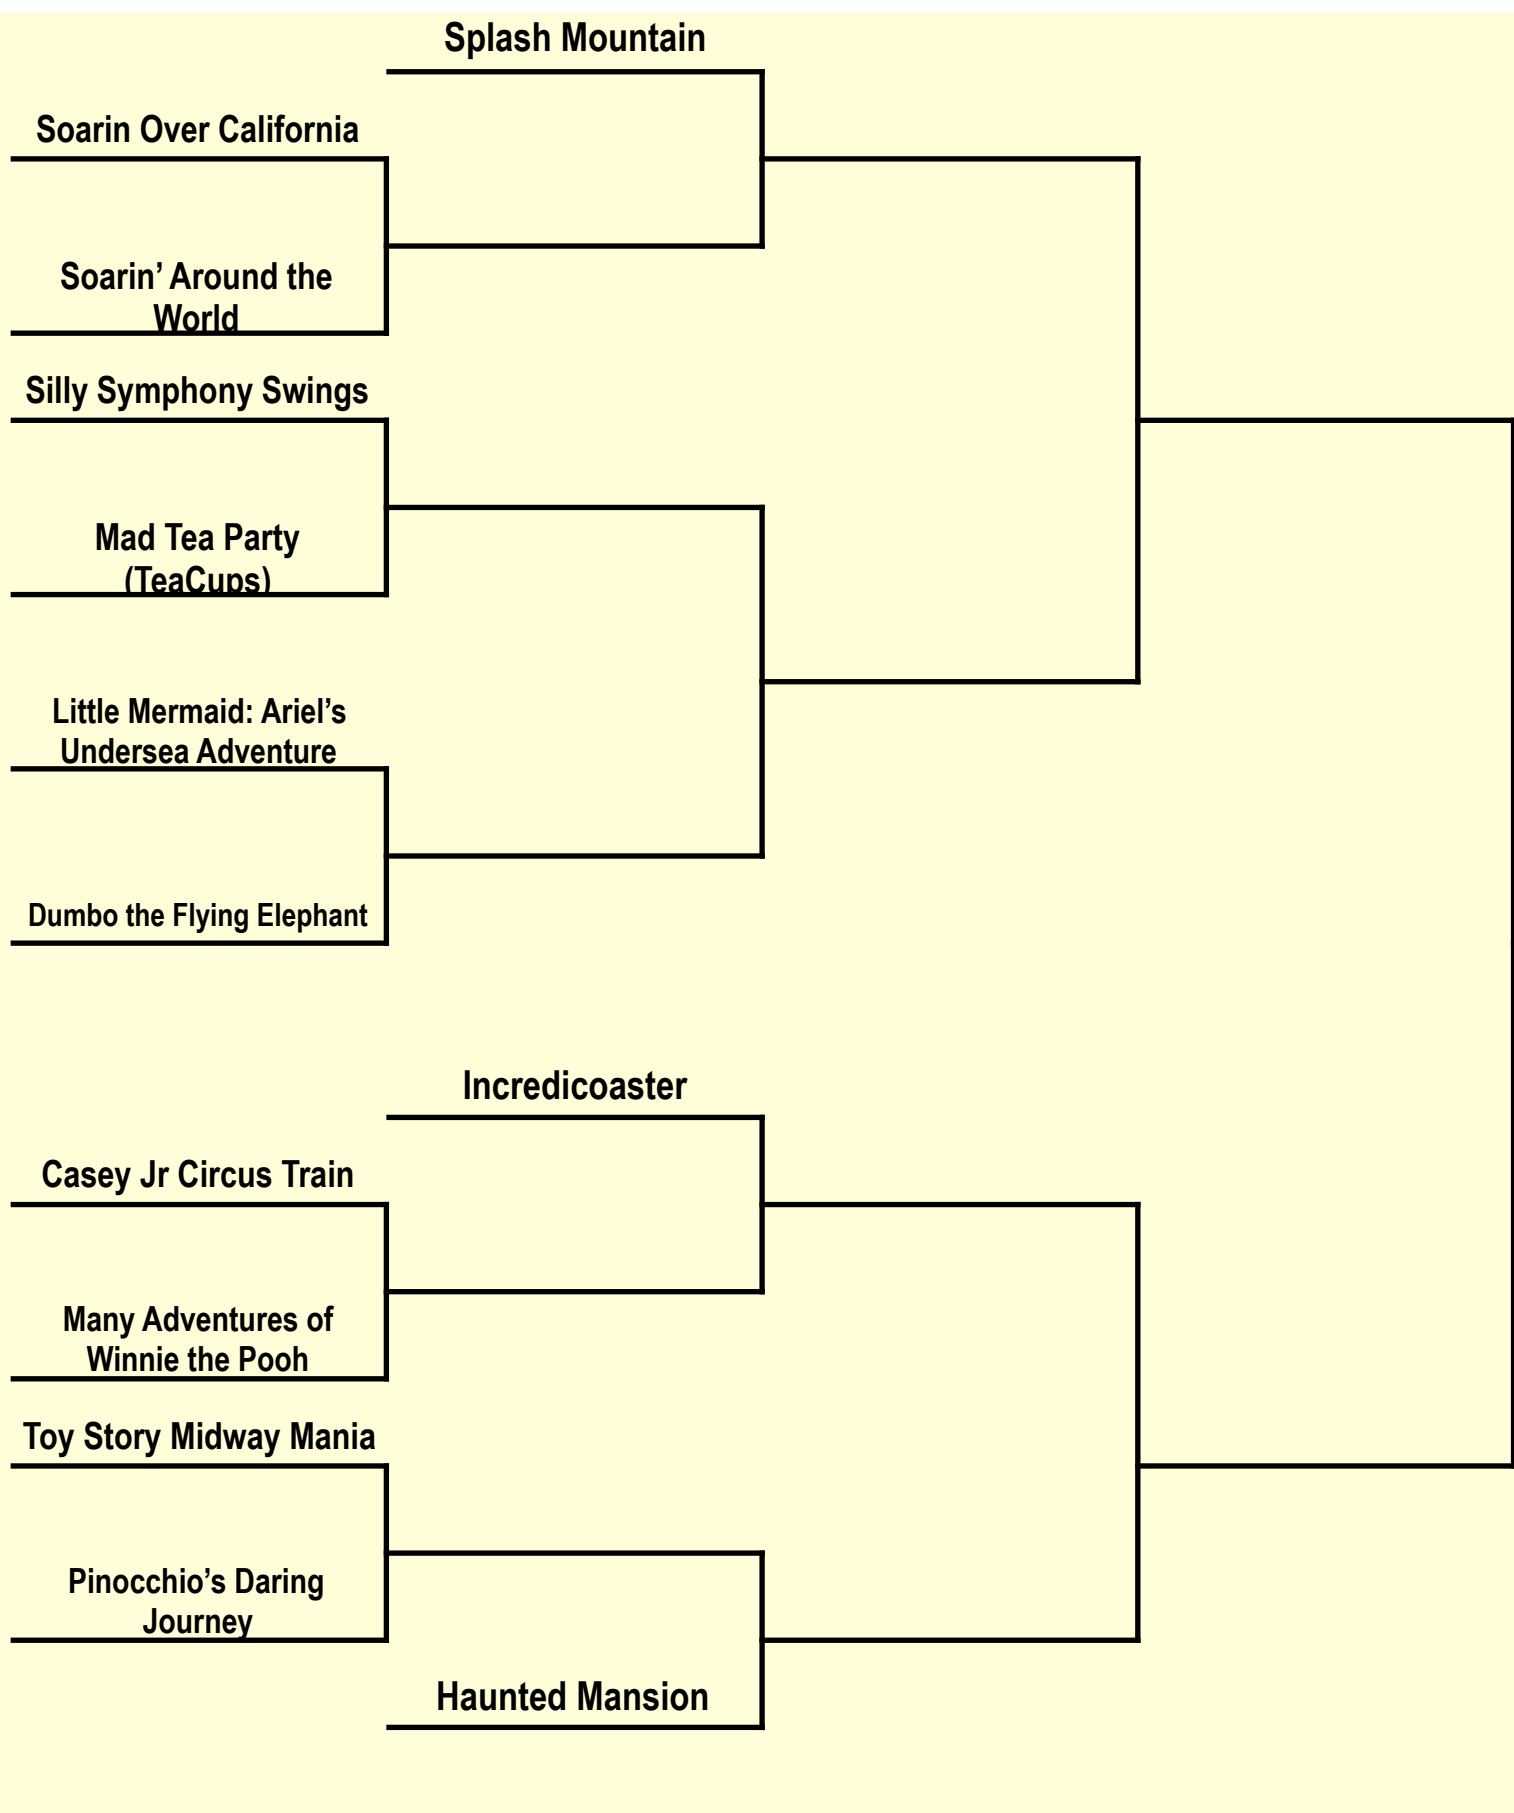 Splash Mountain
Soarin Over California
Soarin’ Around the
World
Silly Symphony Swings
Mad Tea Party
(TeaCups)
Little Mermaid: Ariel’s
Undersea Adventure
Dumbo the Flying Elephant
Incredicoaster
Casey Jr Circus Train
Many Adventures of
Winnie the Pooh
Toy Story Midway Mania
Pinocchio’s Daring
Journey
Haunted Mansion